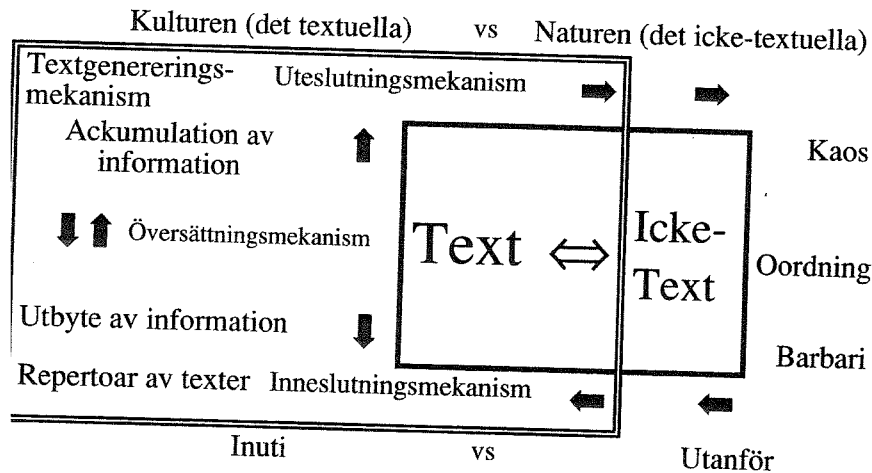 Kulturen (det textuella) vs Naturen (det icke-textuella)
Textgenererings-
mekanism
Uteslutningsmekanism
Ackumulation av
information
Kaos
Översättningsmekanism
Text ⇔ Icke-
Text
Oordning
Utbyte av information
Barbari
Repertoar av texter Inneslutningsmekanism
Inuti vs Utanför